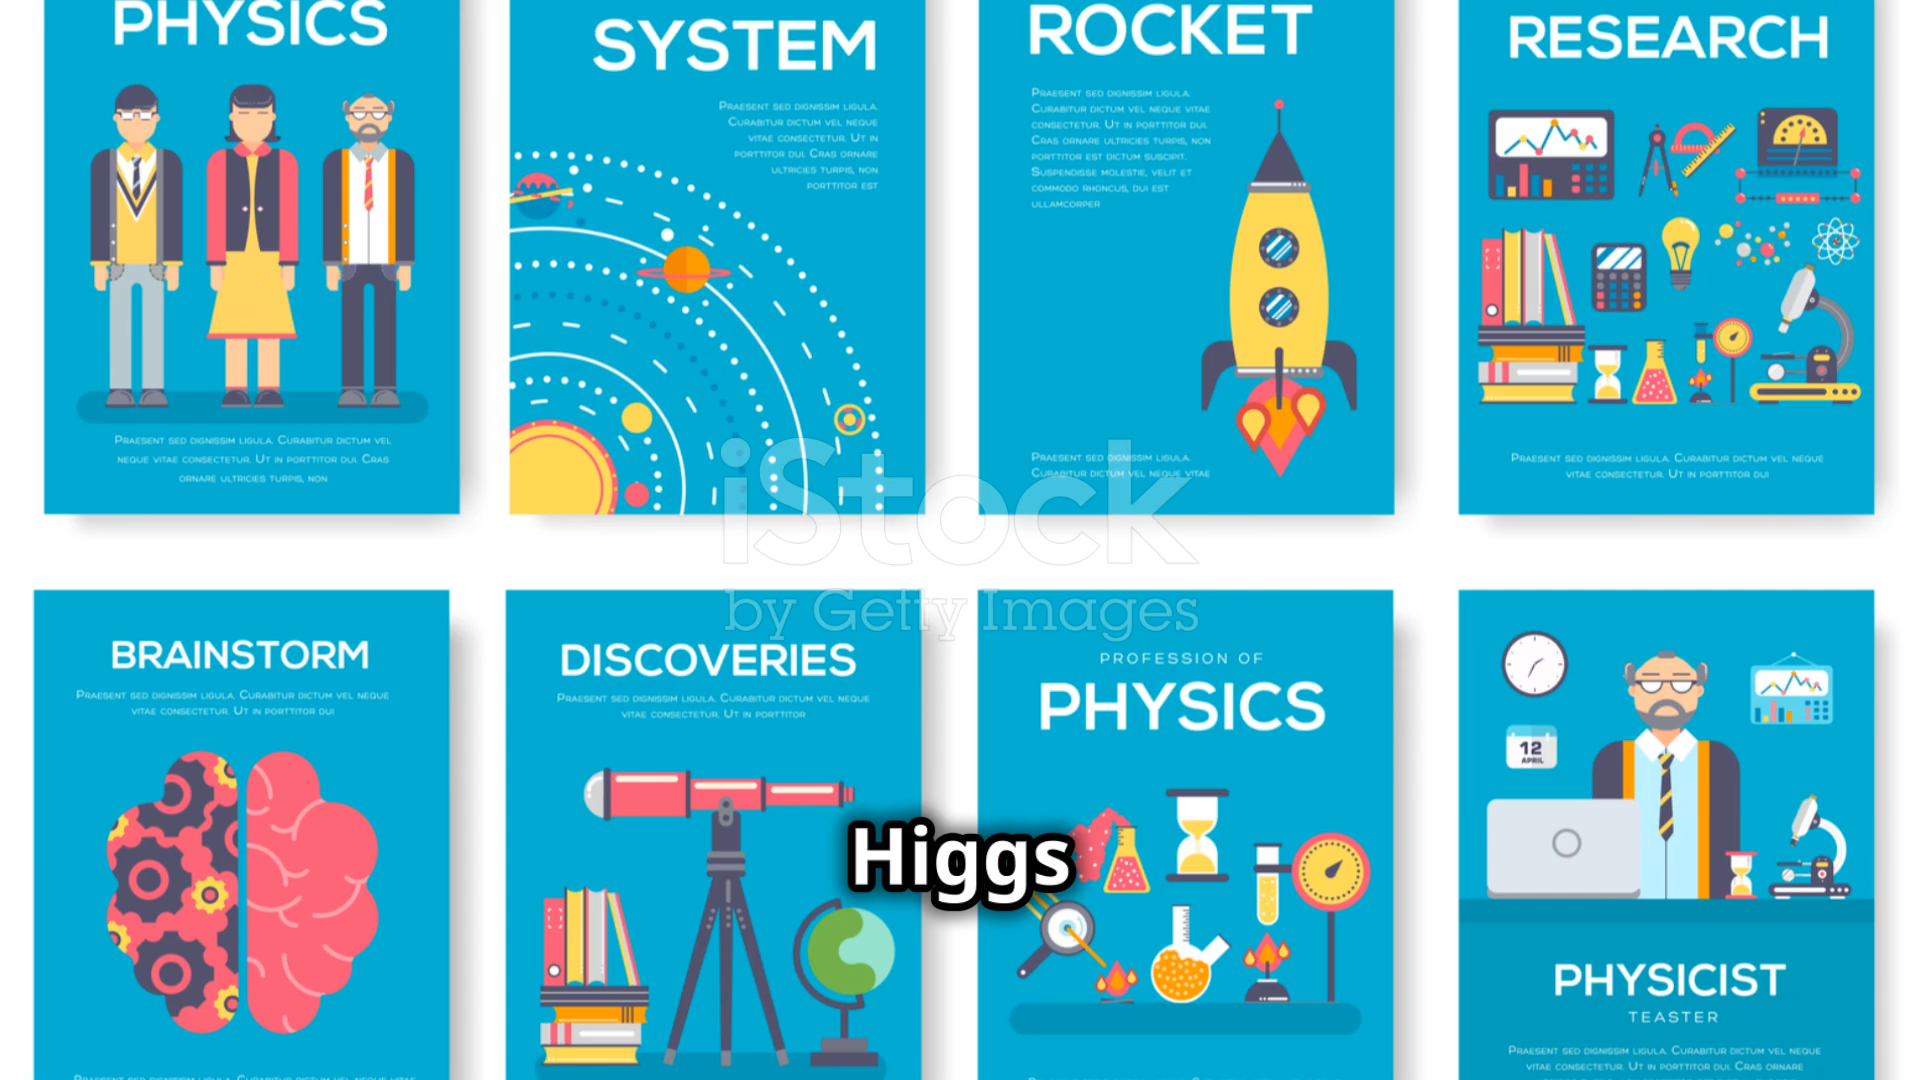 PHYSICS
PRAESENT SED DIGNISSIM LIGULA. CURABITUR DICTUM VEL
NEQUE VITAE CONSECTETUR. UT IN PORTTITOR DUI. CRAS
ORNARE ULTRICIES TURPIS, NON
SYSTEM
PRAESENT SED DIGNISSIM LIGULA.
CURABITUR DICTUM VEL NEQUE
VITAE CONSECTETUR. UT IN
PORTTITOR DUI. CRAS ORNARE
ULTRICIES TURPIS, NON
PORTTITOR EST
ROCKET
PRAESENT SED DIGNISSIM LIGULA.
CURABITUR DICTUM VEL NEQUE VITAE
CONSECTETUR. UT IN PORTTITOR DUI.
CRAS ORNARE ULTRICIES TURPIS, NON
PORTTITOR EST DICTUM SUSCIPIT.
SUSPENDISSE MOLESTIE, VELIT ET
COMMODO RHONCUS, DUI EST
ULLAMCORPER
PRAESENT SED DIGNISSIM LIGULA.
CURABITUR DICTUM VEL NEQUE VITAE
RESEARCH
PRAESENT SED DIGNISSIM LIGULA. CURABITUR DICTUM VEL NEQUE
VITAE CONSECTETUR. UT IN PORTTITOR DUI
iStock
by Getty Images
BRAINSTORM
PRAESENT SED DIGNISSIM LIGULA. CURABITUR DICTUM VEL NEQUE
VITAE CONSECTETUR. UT IN PORTTITOR DUI
DISCOVERIES
PRAESENT SED DIGNISSIM LIGULA. CURABITUR DICTUM VEL NEQUE
VITAE CONSECTETUR. UT IN PORTTITOR
PROFESSION OF
PHYSICS
Higgs
12
APRIL
PHYSICIST
TEASTER
PRAESENT SED DIGNISSIM LIGULA. CURABITUR DICTUM VEL NEQUE
VITAE CONSECTETUR. UT IN PORTTITOR DUI. CRAS ORNARE